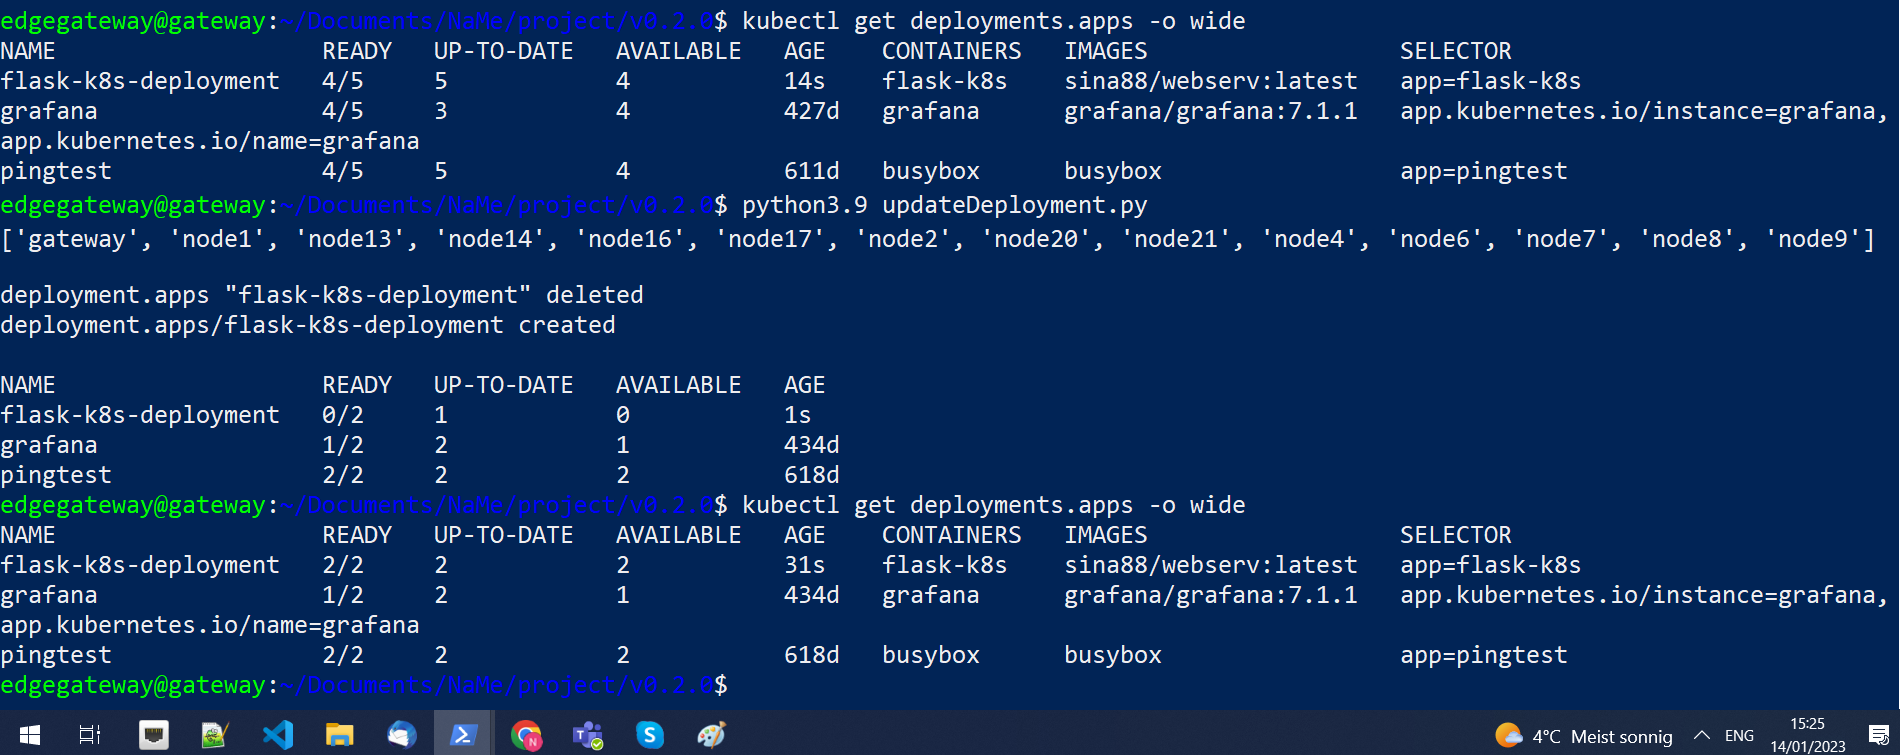 edgegateway@gateway:~/Documents/NaMe/project/v0.2.0$ kubectl get deployments.apps -o wide
NAME READY UP-TO-DATE AVAILABLE AGE CONTAINERS IMAGES SELECTOR
flask-k8s-deployment 4/5 5 4 14s flask-k8s sina88/webserv:latest app=flask-k8s
grafana 4/5 3 4 427d grafana grafana/grafana:7.1.1 app.kubernetes.io/instance=grafana,
app.kubernetes.io/name=grafana
pingtest 4/5 5 4 611d busybox busybox app=pingtest
edgegateway@gateway:~/Documents/NaMe/project/v0.2.0$ python3.9 updateDeployment.py
['gateway', 'node1', 'node13', 'node14', 'node16', 'node17', 'node2', 'node20', 'node21', 'node4', 'node6', 'node7', 'node8', 'node9']
deployment.apps "flask-k8s-deployment" deleted
deployment.apps/flask-k8s-deployment created
NAME READY UP-TO-DATE AVAILABLE AGE
flask-k8s-deployment 0/2 1 0 1s
grafana 1/2 2 1 434d
pingtest 2/2 2 2 618d
edgegateway@gateway:~/Documents/NaMe/project/v0.2.0$ kubectl get deployments.apps -o wide
NAME READY UP-TO-DATE AVAILABLE AGE CONTAINERS IMAGES SELECTOR
flask-k8s-deployment 2/2 2 2 31s flask-k8s sina88/webserv:latest app=flask-k8s
grafana 1/2 2 1 434d grafana grafana/grafana:7.1.1 app.kubernetes.io/instance=grafana,
app.kubernetes.io/name=grafana
pingtest 2/2 2 2 618d busybox busybox app=pingtest
edgegateway@gateway:~/Documents/NaMe/project/v0.2.0$
4°C Meist sonnig ENG 15:25
14/01/2023